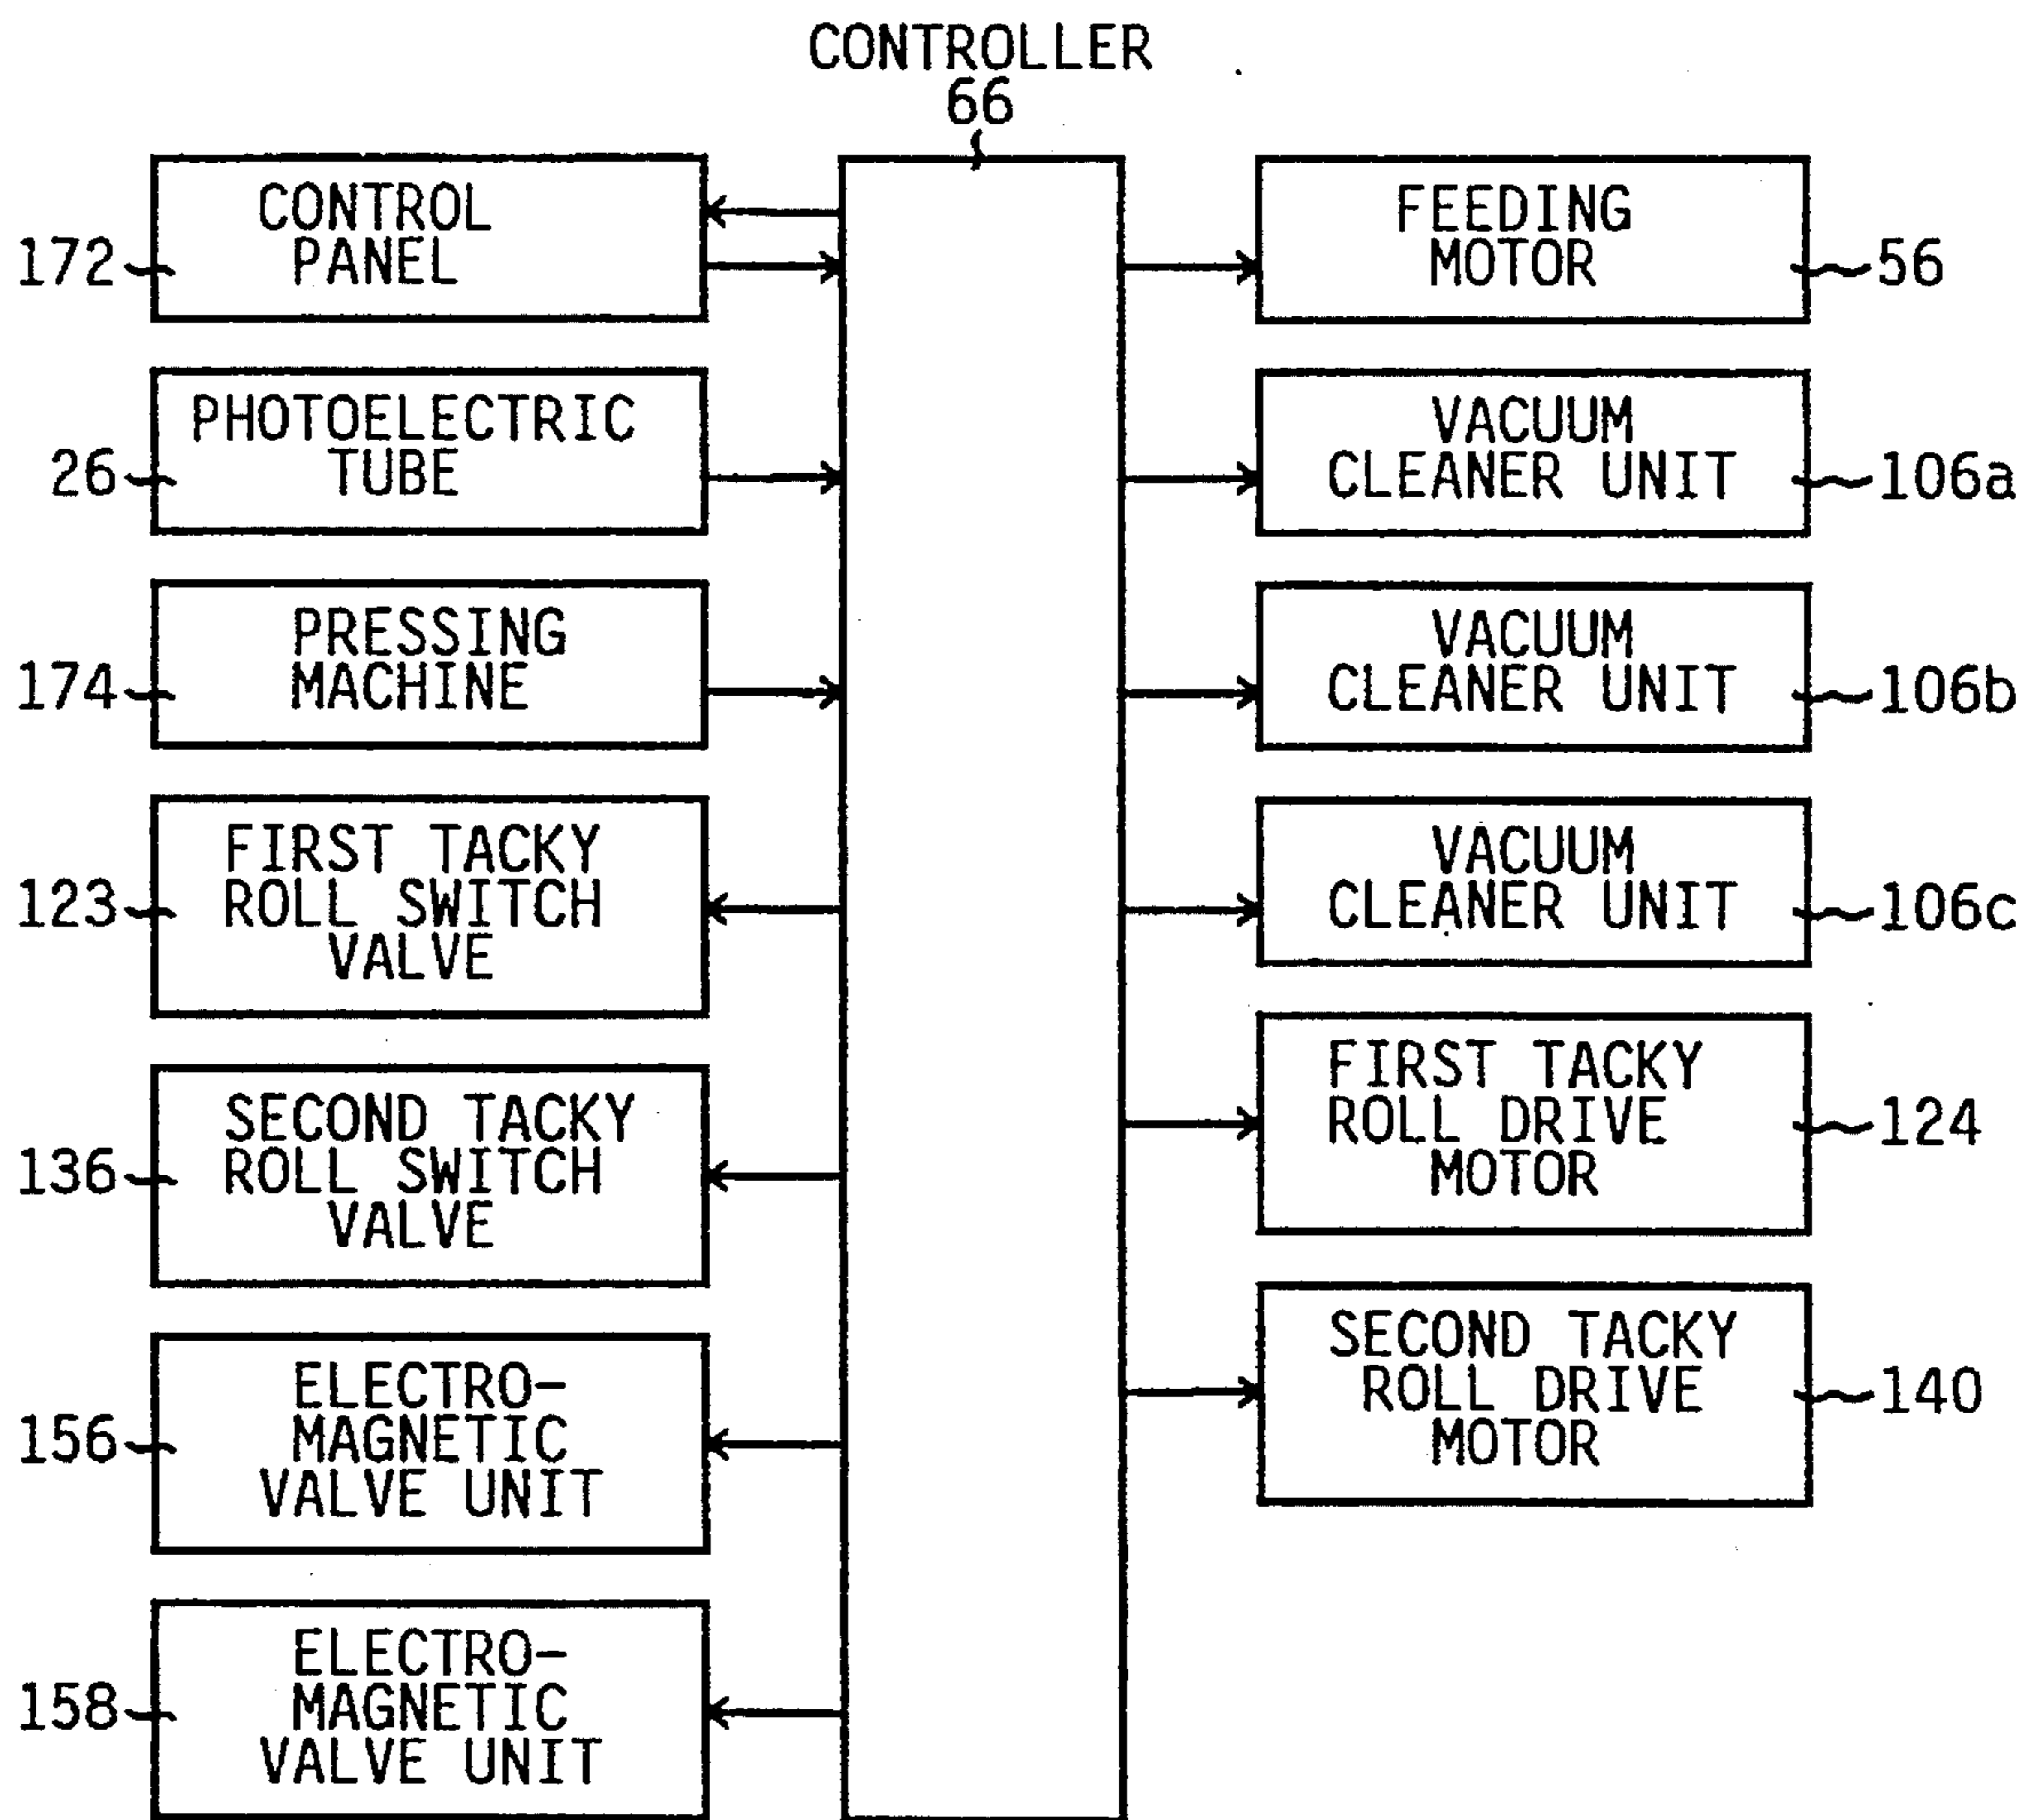 CONTROLLER
66
CONTROL
PANEL
172
PHOTOELECTRIC
TUBE
26
PRESSING
MACHINE
174
FIRST TACKY
ROLL SWITCH
VALVE
123
SECOND TACKY
ROLL SWITCH
VALVE
136
ELECTRO-
MAGNETIC
VALVE UNIT
156
ELECTRO-
MAGNETIC
VALVE UNIT
158
FEEDING
MOTOR
56
VACUUM
CLEANER UNIT
106a
VACUUM
CLEANER UNIT
106b
VACUUM
CLEANER UNIT
106c
FIRST TACKY
ROLL DRIVE
MOTOR
124
SECOND TACKY
ROLL DRIVE
MOTOR
140